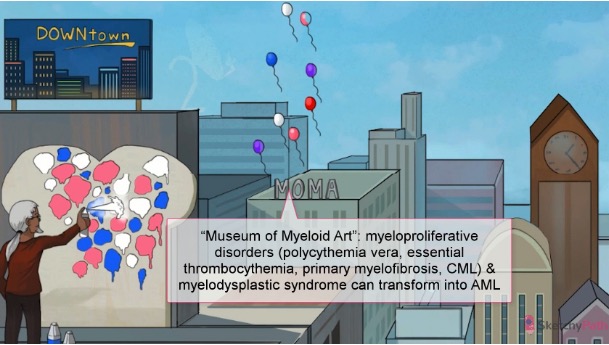 DOWNtown
MOMA
"Museum of Myeloid Art": myeloproliferative
disorders (polycythemia vera, essential
thrombocythemia, primary myelofibrosis, CML) &
myelodysplastic syndrome can transform into AML